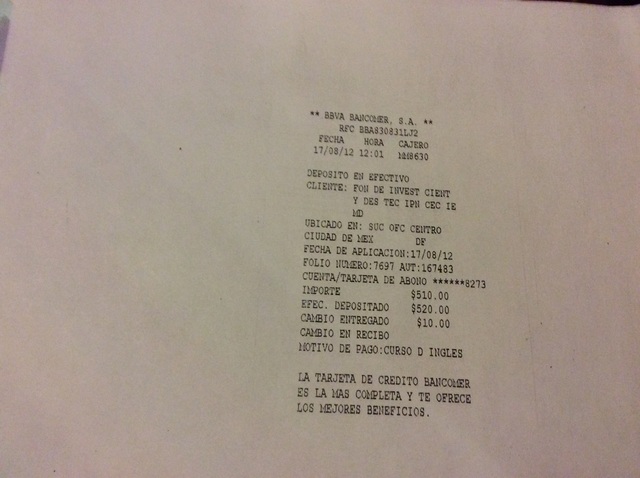 ** BBVA BANCOMER, S.A. **
RFC BBA830831LJ2
FECHA HORA CAJERO
17/08/12 12:01 MMB630
DEPOSITO EN EFECTIVO
CLIENTE: FON DE INVEST CIENT
Y DES TEC IPN CEC IE
MD
UBICADO EN: SUC OFC CENTRO
CIUDAD DE MEX DF
FECHA DE APLICACION:17/08/12
FOLIO NUMERO:7697 AUT:167483
CUENTA/TARJETA DE ABONO ******8273
IMPORTE $510.00
EFEC. DEPOSITADO $520.00
CAMBIO ENTREGADO $10.00
CAMBIO EN RECIBO
MOTIVO DE PAGO:CURSO D INGLES
LA TARJETA DE CREDITO BANCOMER
ES LA MAS COMPLETA Y TE OFRECE
LOS MEJORES BENEFICIOS.